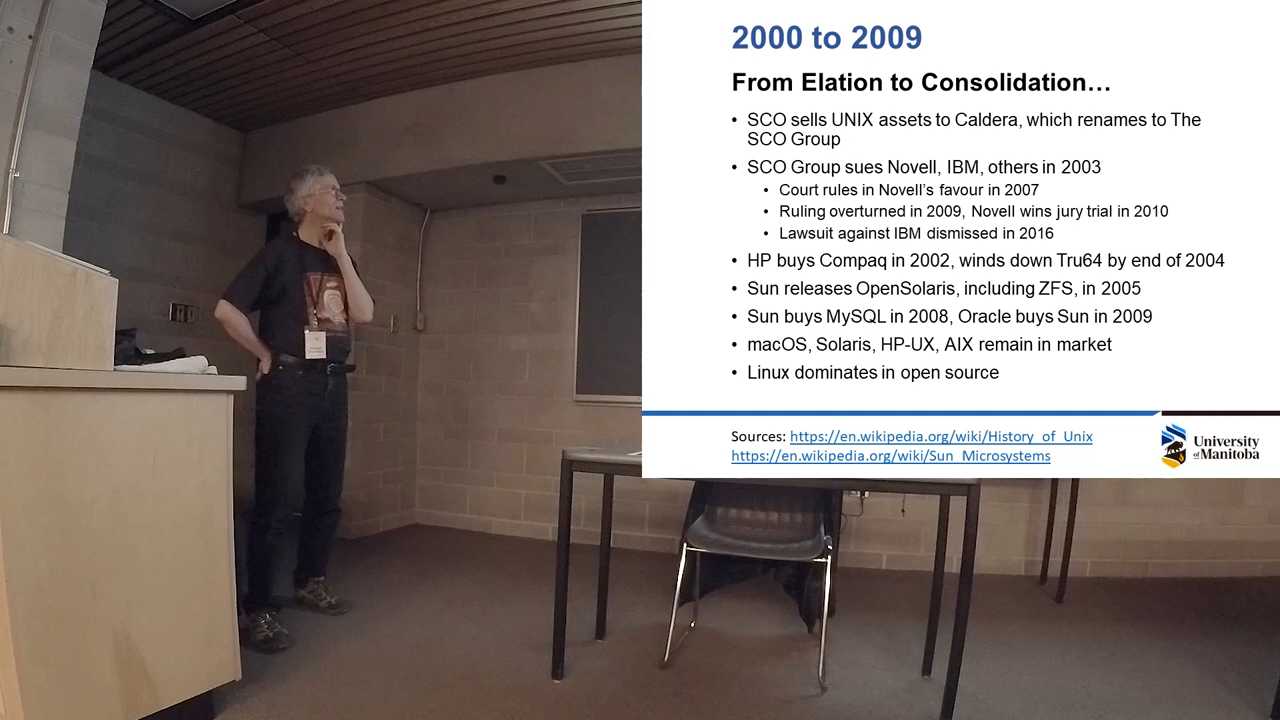 2000 to 2009
From Elation to Consolidation…
• SCO sells UNIX assets to Caldera, which renames to The
SCO Group
• SCO Group sues Novell, IBM, others in 2003
• Court rules in Novell's favour in 2007
• Ruling overturned in 2009, Novell wins jury trial in 2010
• Lawsuit against IBM dismissed in 2016
• HP buys Compaq in 2002, winds down Tru64 by end of 2004
• Sun releases OpenSolaris, including ZFS, in 2005
• Sun buys MySQL in 2008, Oracle buys Sun in 2009
• macOS, Solaris, HP-UX, AIX remain in market
• Linux dominates in open source
Sources: https://en.wikipedia.org/wiki/History_of_Unix
https://en.wikipedia.org/wiki/Sun_Microsystems
University
of Manitoba